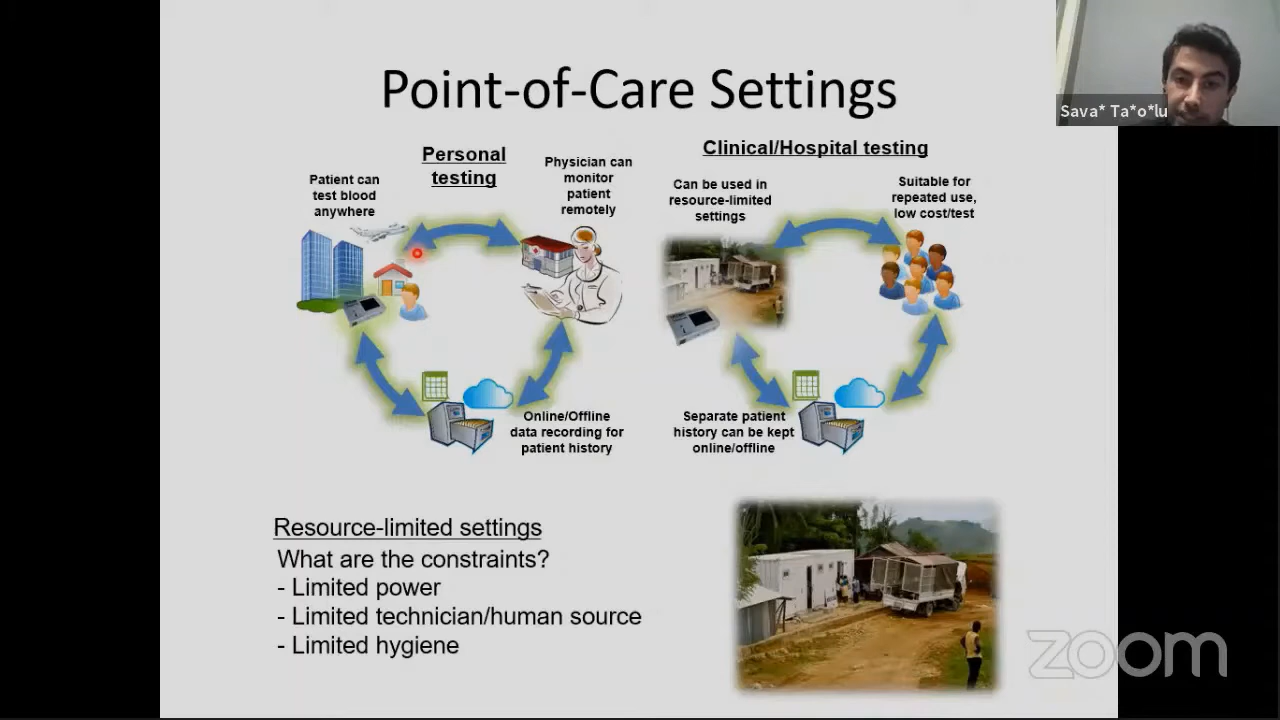 Point-of-Care Settings
Sava* Ta*o*lu
Personal
testing
Patient can
test blood
anywhere
Physician can
monitor
patient
remotely
Online/Offline
data recording for
patient history
Clinical/Hospital testing
Can be used in
resource-limited
settings
Suitable for
repeated use,
low cost/test
Separate patient
history can be kept
online/offline
Resource-limited settings
What are the constraints?
- Limited power
- Limited technician/human source
- Limited hygiene
zoom